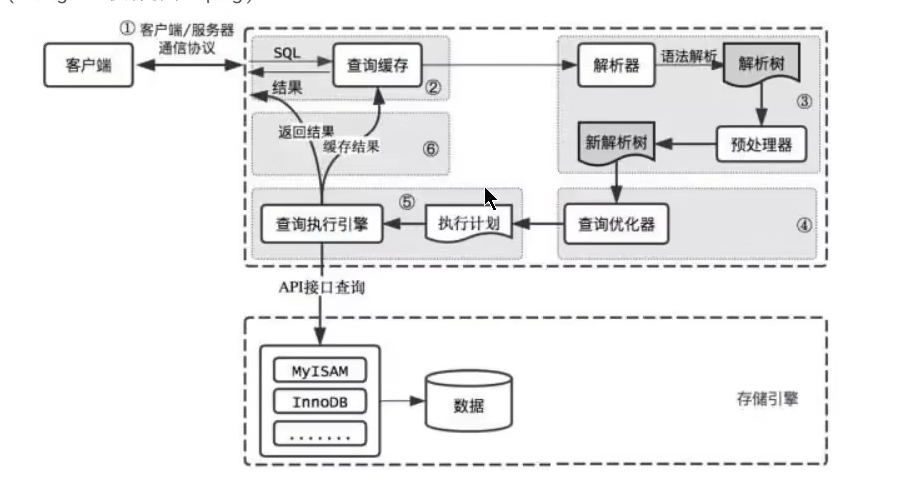 ① 客户端/服务器
通信协议
客户端
SQL
结果
查询缓存
②
解析器
语法解析
解析树
③
预处理器
新解析树
返回结果
缓存结果
⑥
⑤
查询执行引擎
执行计划
查询优化器
④
API接口查询
MyISAM
InnoDB
.......
数据
存储引擎